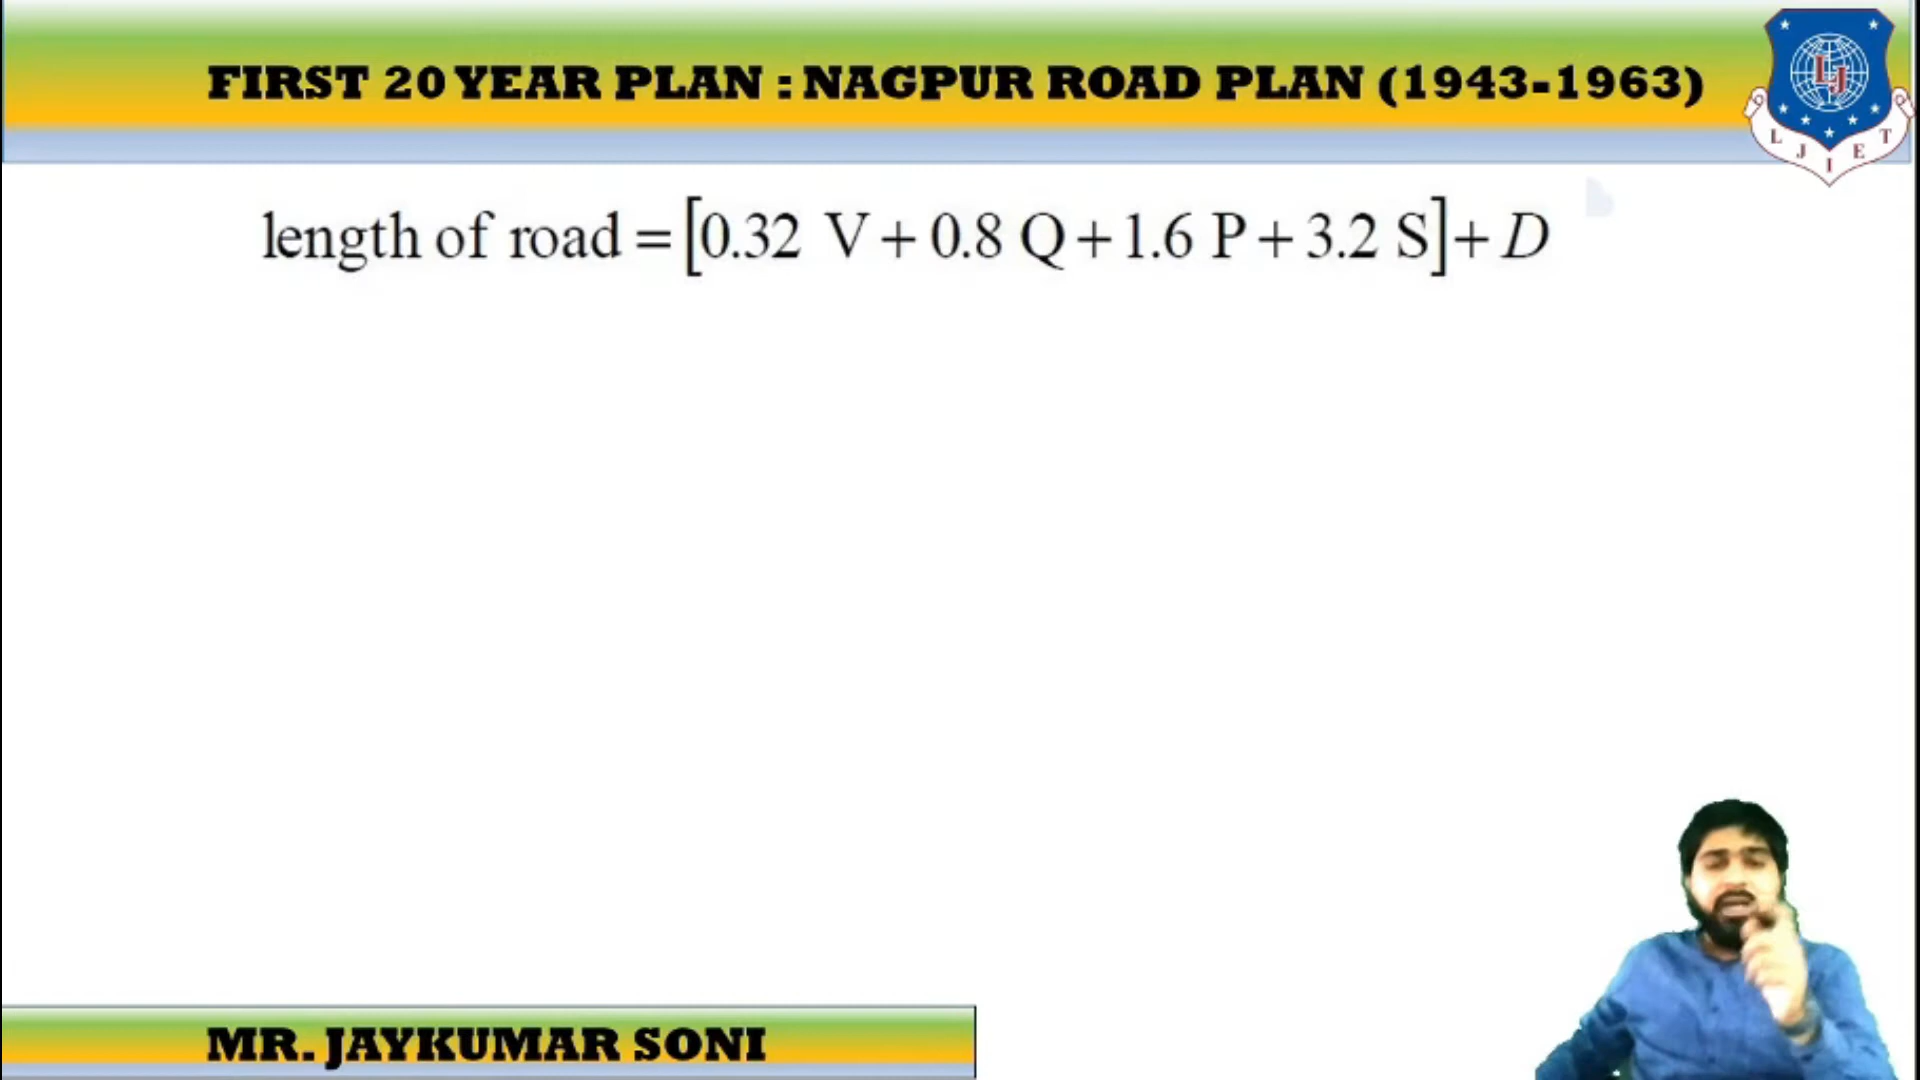 FIRST 20 YEAR PLAN : NAGPUR ROAD PLAN (1943-1963)
LJ
L J I E T
length of road = [0.32 V + 0.8 Q + 1.6 P + 3.2 S] + D
MR. JAYKUMAR SONI